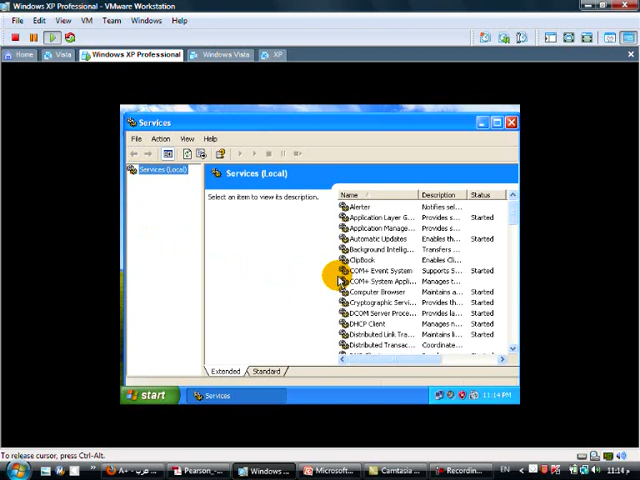 Windows XP Professional - VMware Workstation
File Edit View VM Team Windows Help
Home Vista Windows XP Professional Windows Vista XP
Services
File Action View Help
Services (Local)
Services (Local)
Select an item to view its description.
Name Description Status
Alerter Notifies sel...
Application Layer G... Provides s... Started
Application Manage... Provides s...
Automatic Updates Enables th... Started
Background Intellig... Transfers ...
ClipBook Enables Cl...
COM+ Event System Supports S... Started
COM+ System Appli... Manages t...
Computer Browser Maintains a... Started
Cryptographic Servi... Provides th... Started
DCOM Server Proce... Provides la... Started
DHCP Client Manages n... Started
Distributed Link Tra... Maintains li... Started
Distributed Transac... Coordinate... Started
Extended Standard
start Services 11:14 PM
To release cursor, press Ctrl-Alt.
A+ - عرب... Pearson_... Windows ... Microsoft... Camtasia ... Recordin... EN 11:14 م